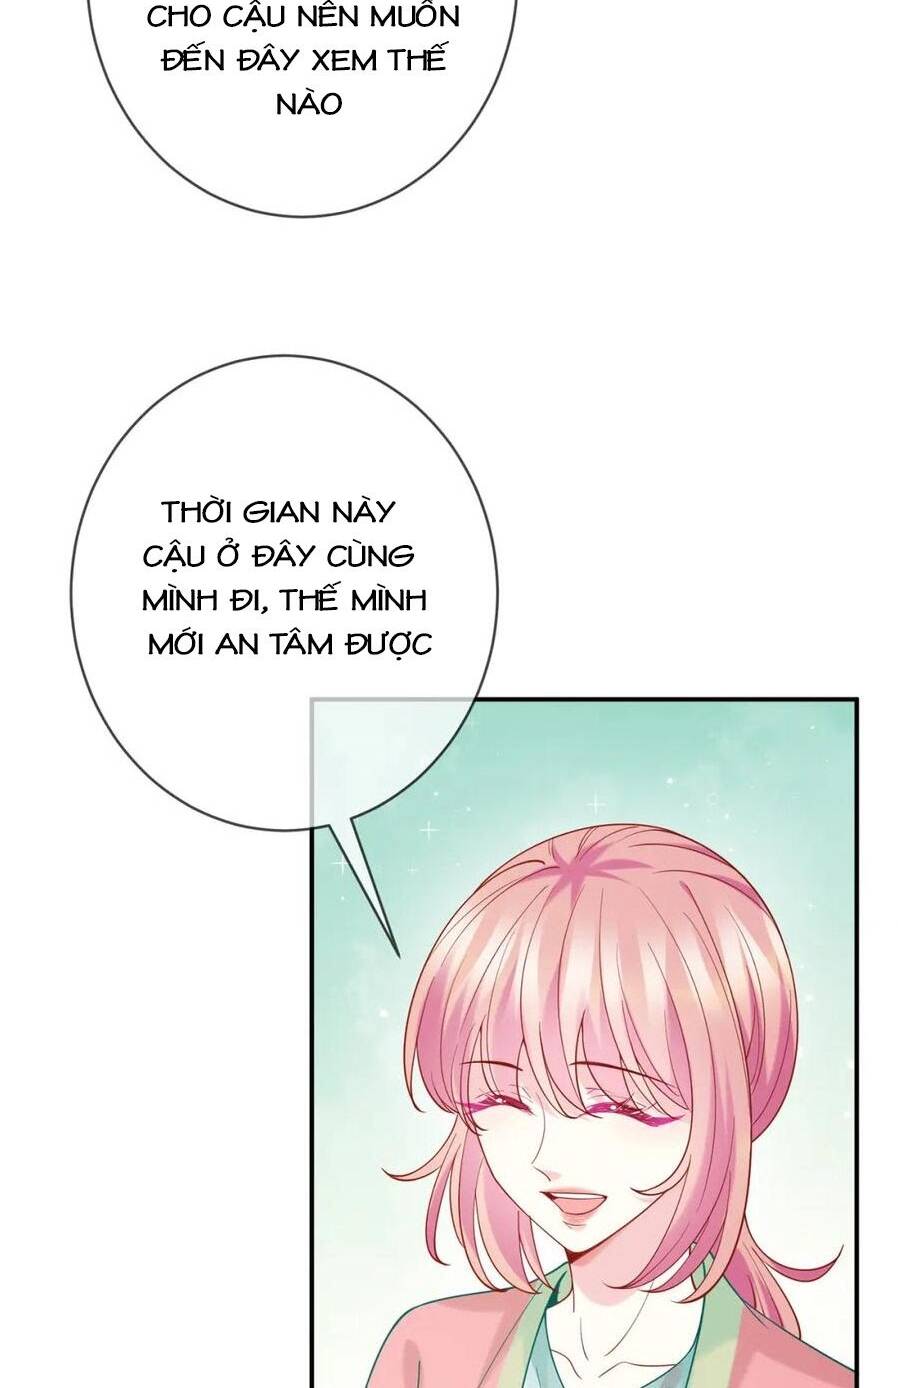 CHO CẬU NÊN MUỐN
ĐẾN ĐÂY XEM THẾ
NÀO
THỜI GIAN NÀY
CẬU Ở ĐÂY CÙNG
MÌNH ĐI, THẾ MÌNH
MỚI AN TÂM ĐƯỢC